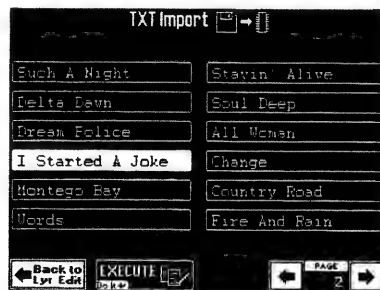 TXT Import
Such A Night
Stayin' Alive
Delta Dawn
Soul Deep
Dream Police
All Woman
I Started A Joke
Change
Montego Bay
Country Road
Words
Fire And Rain
Back to
Lyr Edit
EXECUTE
PAGE
2